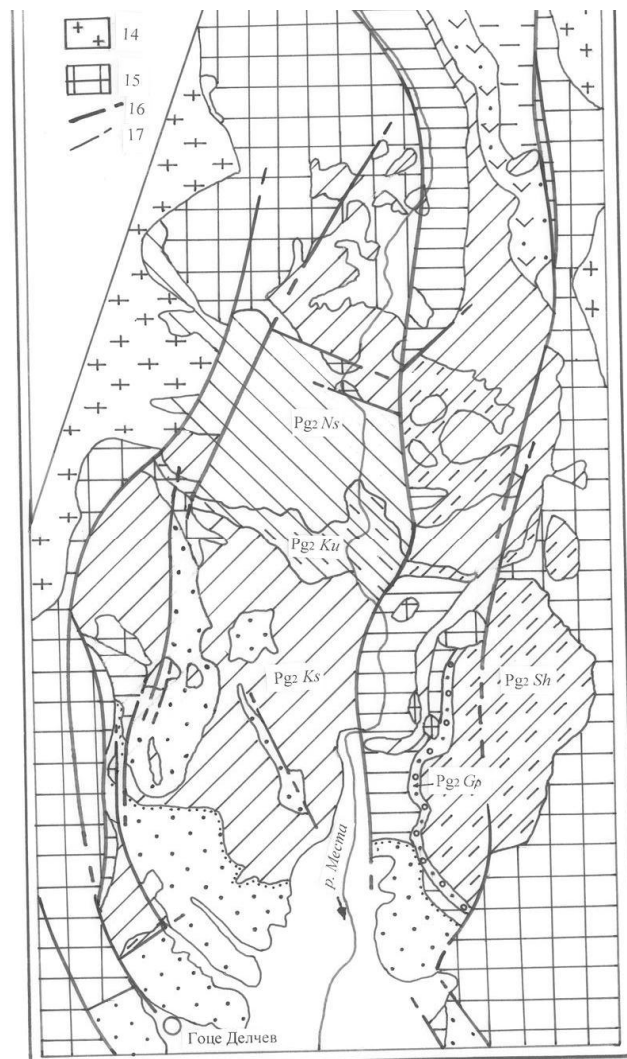 14
15
16
17
Pg2 Ns
Pg2 Ku
Pg2 Ks
Pg2 Sh
Pg2 Gp
р. Места
Гоце Делчев